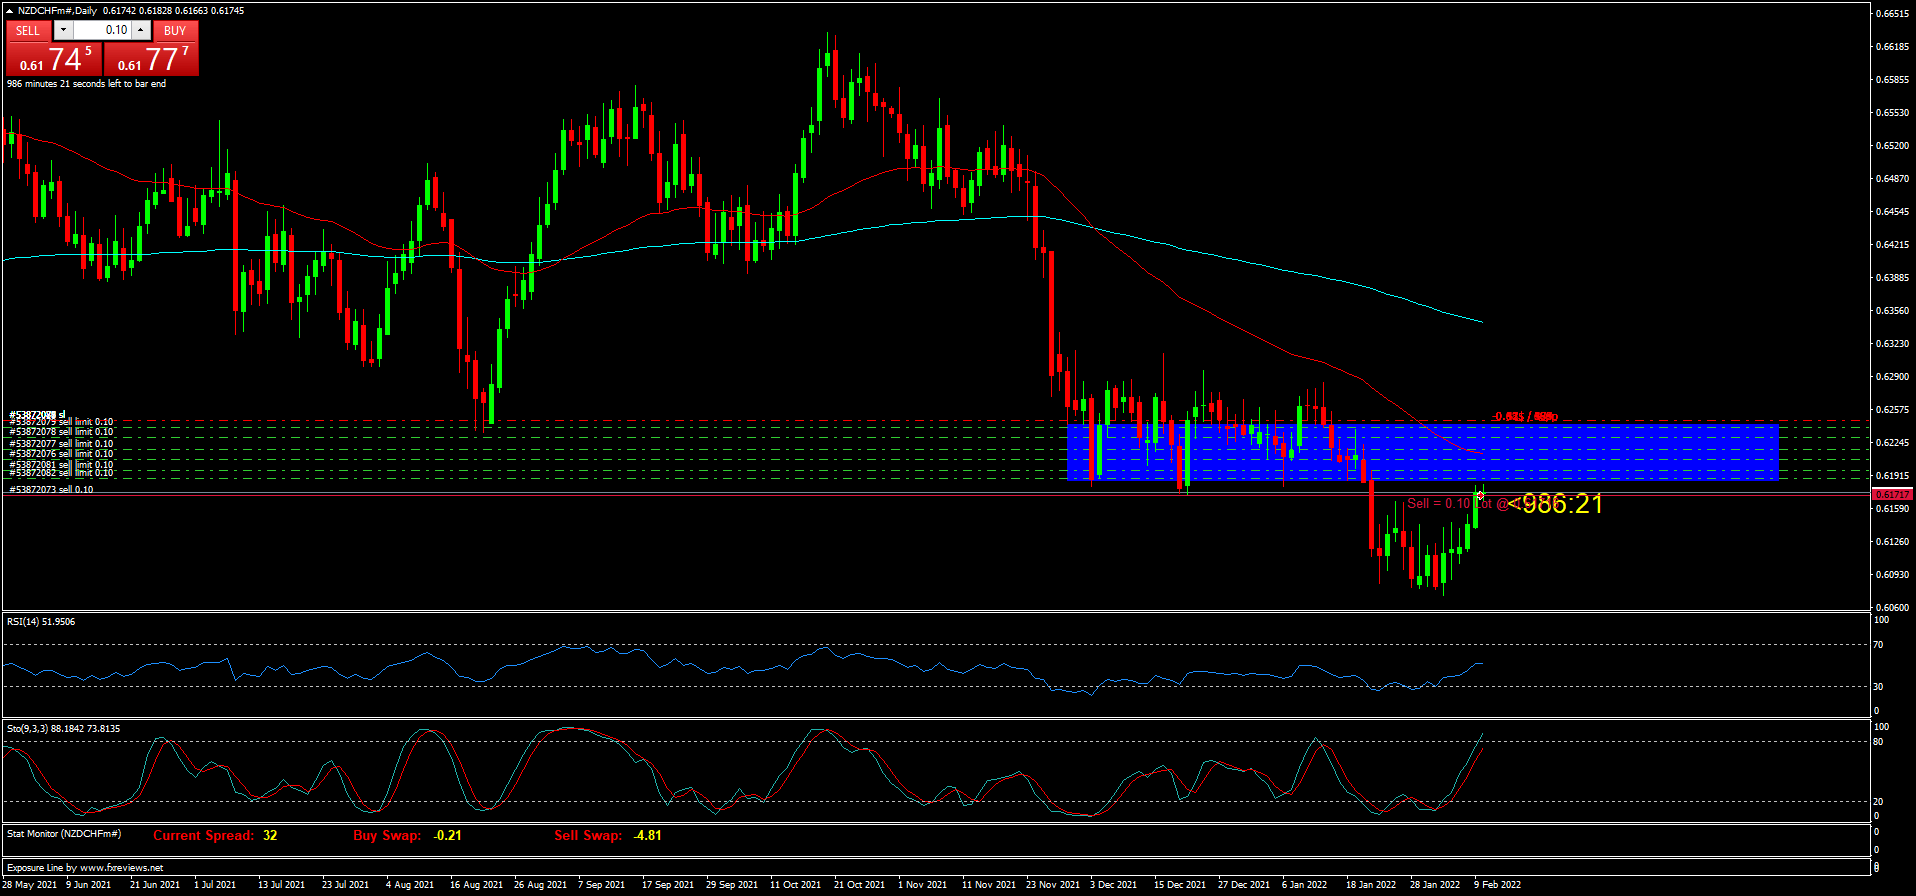 NZDCHFm#,Daily 0.61742 0.61828 0.61663 0.61745
SELL 0.10 BUY
0.61 74 5 0.61 77 7
986 minutes 21 seconds left to bar end
0.66515
0.66185
0.65855
0.65530
0.65200
0.64870
0.64545
0.64215
0.63885
0.63560
0.63230
0.62900
0.62575
0.62245
0.61915
0.61717
0.61590
0.61260
0.60930
0.60600
sl
#53872079 sell limit 0.10
#53872078 sell limit 0.10
#53872077 sell limit 0.10
#53872076 sell limit 0.10
#53872081 sell limit 0.10
#53872082 sell limit 0.10
#53872073 sell 0.10
Sell = 0.10 Lot @
<986:21
RSI(14) 51.9506
100
70
30
0
Sto(9,3,3) 88.1842 73.8135
100
80
20
0
Stat Monitor (NZDCHFm#) Current Spread: 32 Buy Swap: -0.21 Sell Swap: -4.81
0
0
Exposure Line by www.fxreviews.net
28 May 2021 9 Jun 2021 21 Jun 2021 1 Jul 2021 13 Jul 2021 23 Jul 2021 4 Aug 2021 16 Aug 2021 26 Aug 2021 7 Sep 2021 17 Sep 2021 29 Sep 2021 11 Oct 2021 21 Oct 2021 1 Nov 2021 11 Nov 2021 23 Nov 2021 3 Dec 2021 15 Dec 2021 27 Dec 2021 6 Jan 2022 18 Jan 2022 28 Jan 2022 9 Feb 2022